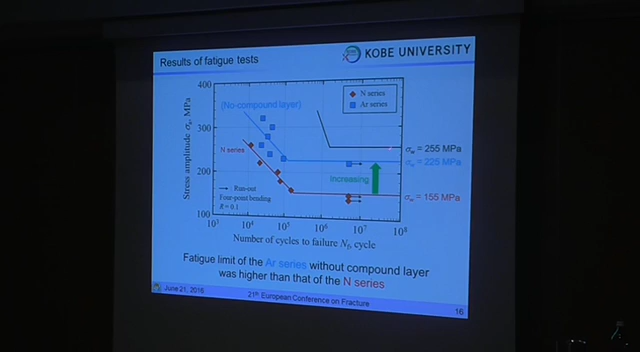 Results of fatigue tests
KOBE UNIVERSITY
400
300
200
100
Stress amplitude σa, MPa
(No-compound layer)
N series
N series
Ar series
σw = 255 MPa
σw = 225 MPa
Increasing
σw = 155 MPa
Run-out
Four-point bending
R = 0.1
10³ 10⁴ 10⁵ 10⁶ 10⁷ 10⁸
Number of cycles to failure Nf, cycle
Fatigue limit of the Ar series without compound layer
was higher than that of the N series
June 21, 2016
21th European Conference on Fracture
16